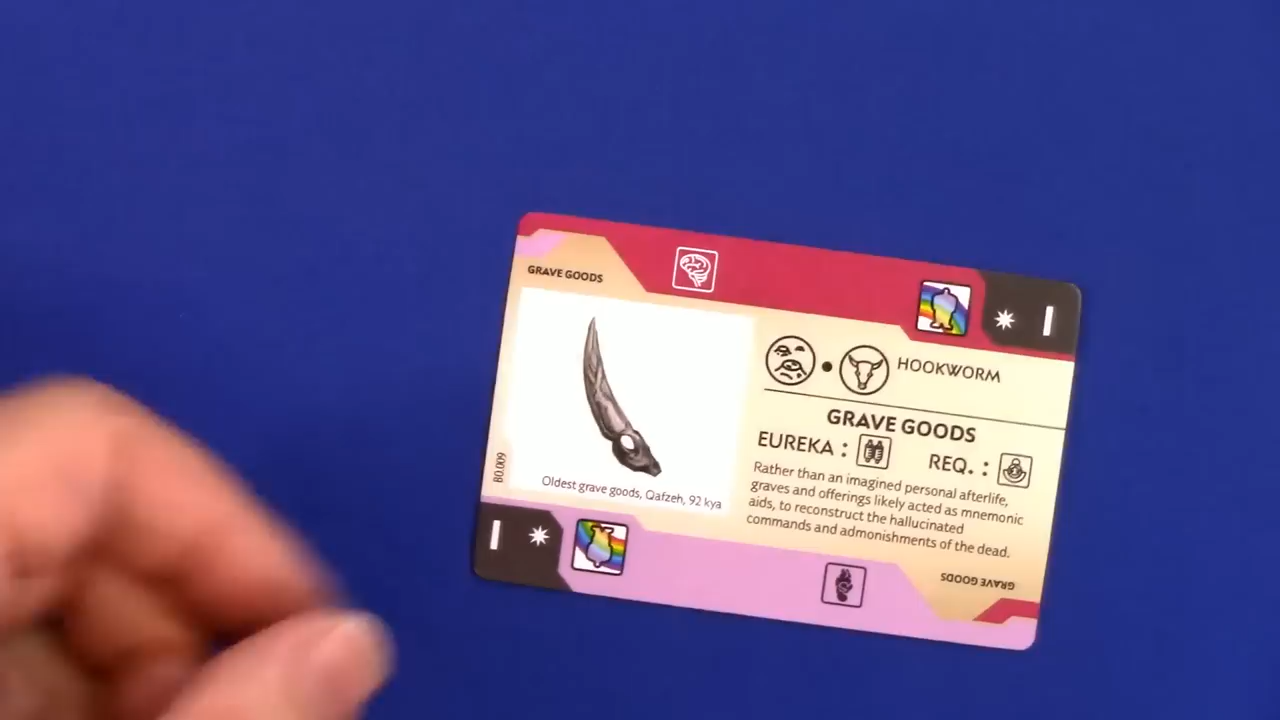 GRAVE GOODS
I
HOOKWORM
GRAVE GOODS
EUREKA : REQ. :
Rather than an imagined personal afterlife,
graves and offerings likely acted as mnemonic
aids, to reconstruct the hallucinated
commands and admonishments of the dead.
Oldest grave goods, Qafzeh, 92 kya
B0.009
I
GRAVE GOODS